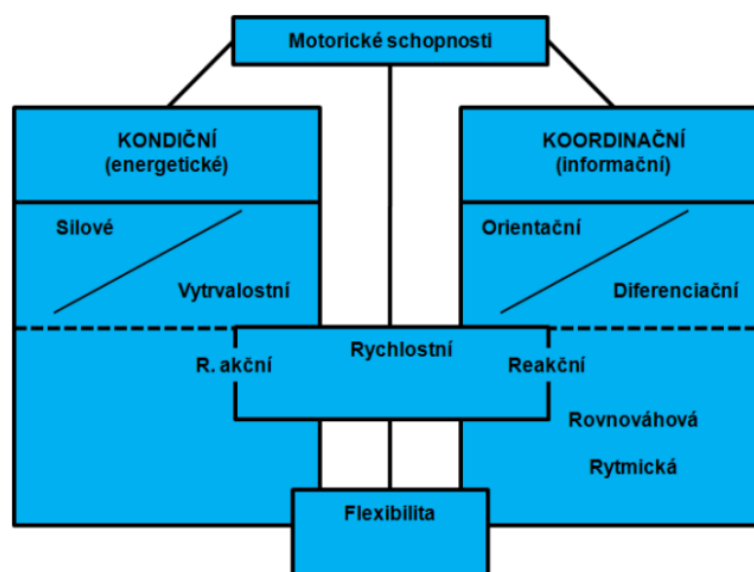 Motorické schopnosti
KONDIČNÍ
(energetické)
KOORDINAČNÍ
(informační)
Silové
Vytrvalostní
Orientační
Diferenciační
Rychlostní
R. akční
Reakční
Rovnováhová
Rytmická
Flexibilita